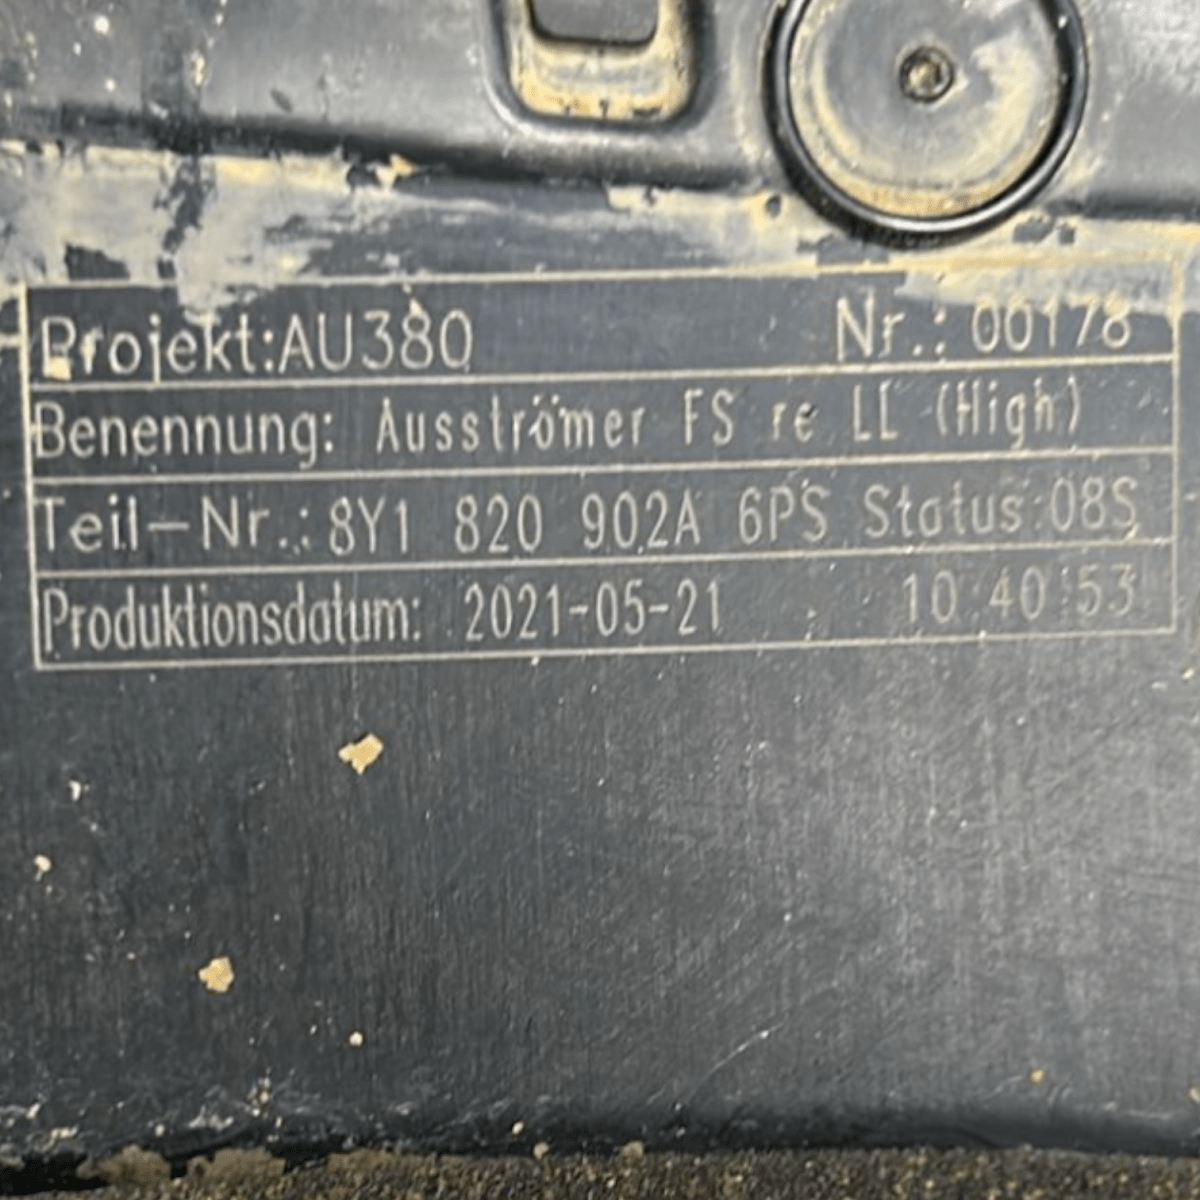 Projekt:AU380 Nr.: 00178
Benennung: Ausströmer FS re LL (High)
Teil-Nr.: 8Y1 820 902A 6PS Status:08S
Produktionsdatum: 2021-05-21 10:40:53